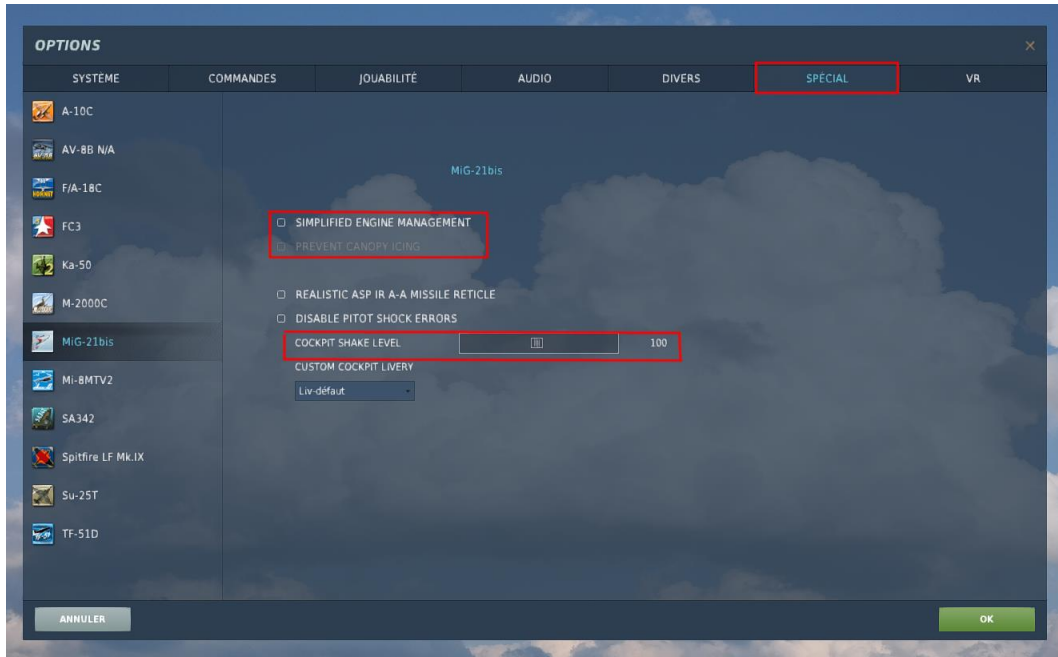 OPTIONS
SYSTÈME COMMANDES JOUABILITÉ AUDIO DIVERS SPÉCIAL VR
A-10C
AV-8B N/A
F/A-18C
FC3
Ka-50
M-2000C
MiG-21bis
Mi-8MTV2
SA342
Spitfire LF Mk.IX
Su-25T
TF-51D
MiG-21bis
SIMPLIFIED ENGINE MANAGEMENT
PREVENT CANOPY ICING
REALISTIC ASP IR A-A MISSILE RETICLE
DISABLE PITOT SHOCK ERRORS
COCKPIT SHAKE LEVEL 100
CUSTOM COCKPIT LIVERY
Liv-défaut
ANNULER OK